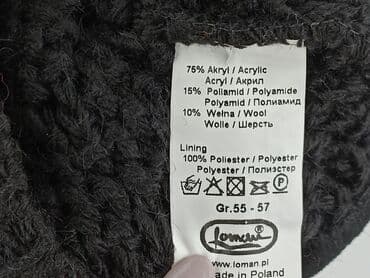 75% Akryl / Acrylic
Acryl / Акрил
15% Poliamid / Polyamide
Polyamid / Полиамид
10% Wełna / Wool
Wolle / Шерсть
Lining
100% Poliester / Polyester
Polyester / Полиэстер
Gr.55 - 57
Loman ®
www.loman.pl
Made in Poland